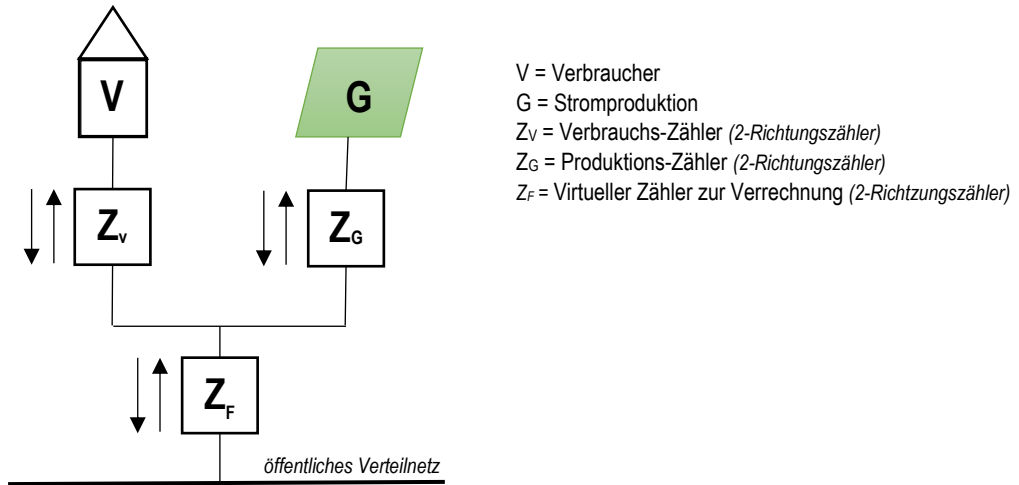 V
G
V = Verbraucher
G = Stromproduktion
ZV = Verbrauchs-Zähler (2-Richtungszähler)
ZG = Produktions-Zähler (2-Richtungszähler)
ZF = Virtueller Zähler zur Verrechnung (2-Richtzungszähler)
Zv
ZG
ZF
öffentliches Verteilnetz